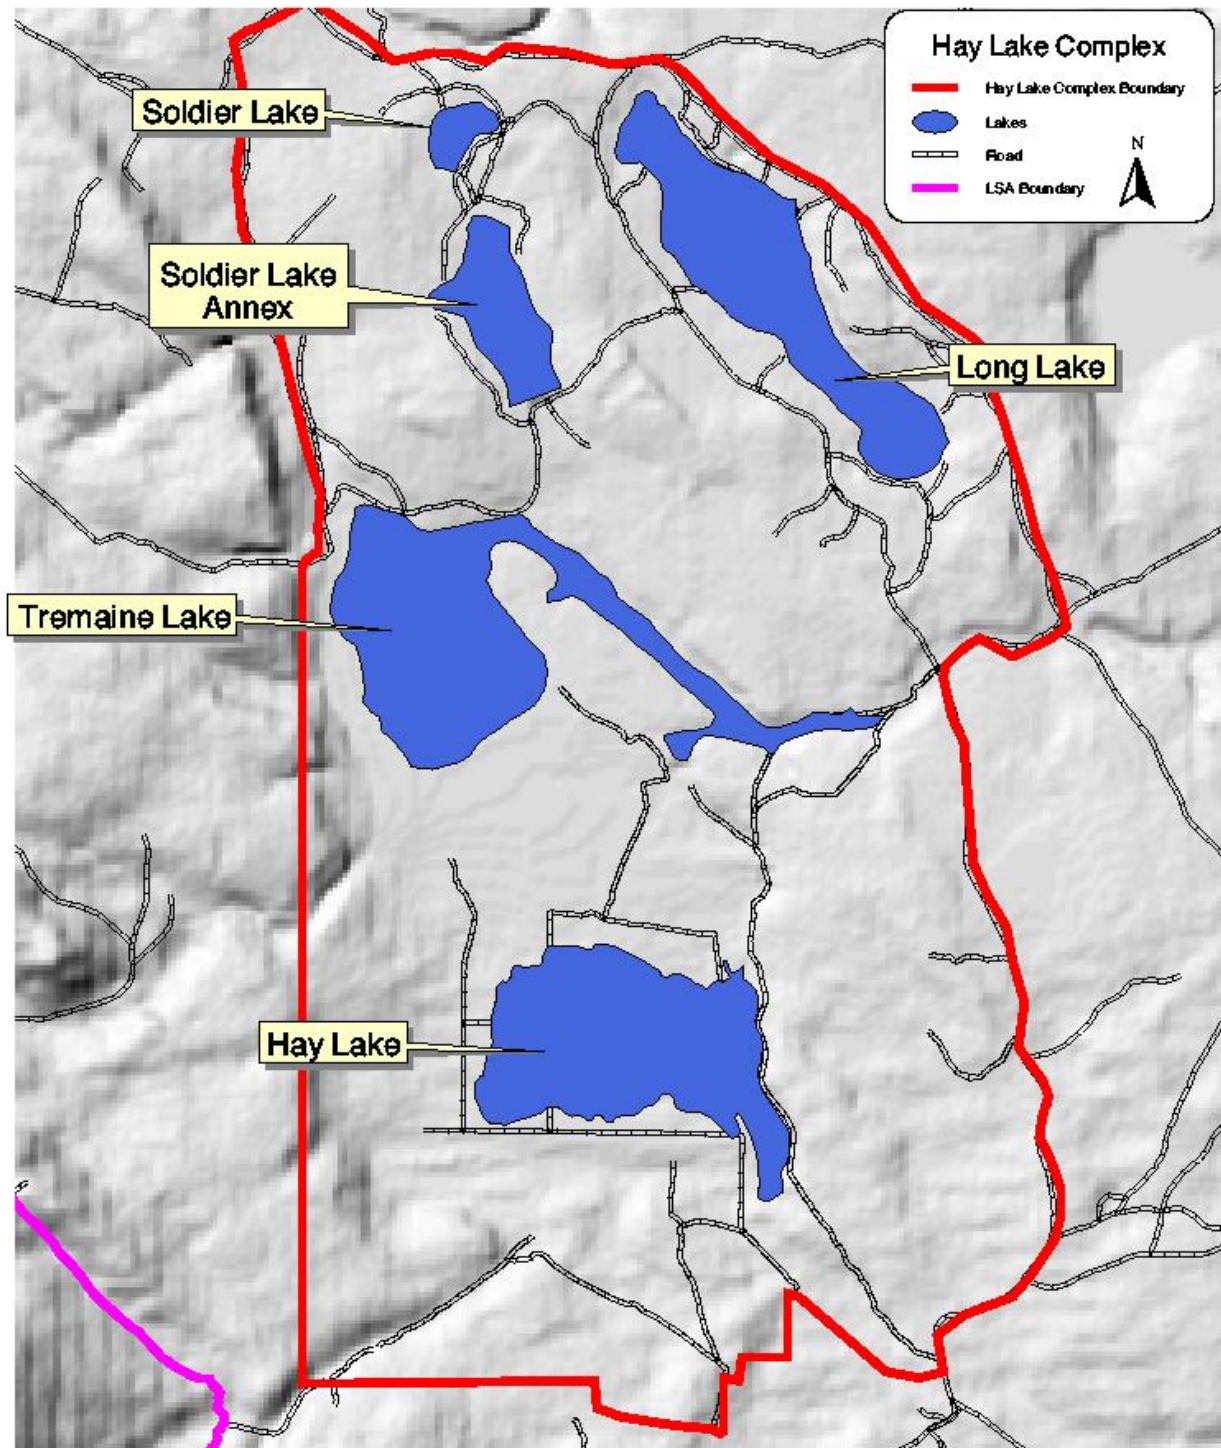 Hay Lake Complex
Hay Lake Complex Boundary
Lakes
Road
LSA Boundary
N
Soldier Lake
Soldier Lake
Annex
Long Lake
Tremaine Lake
Hay Lake